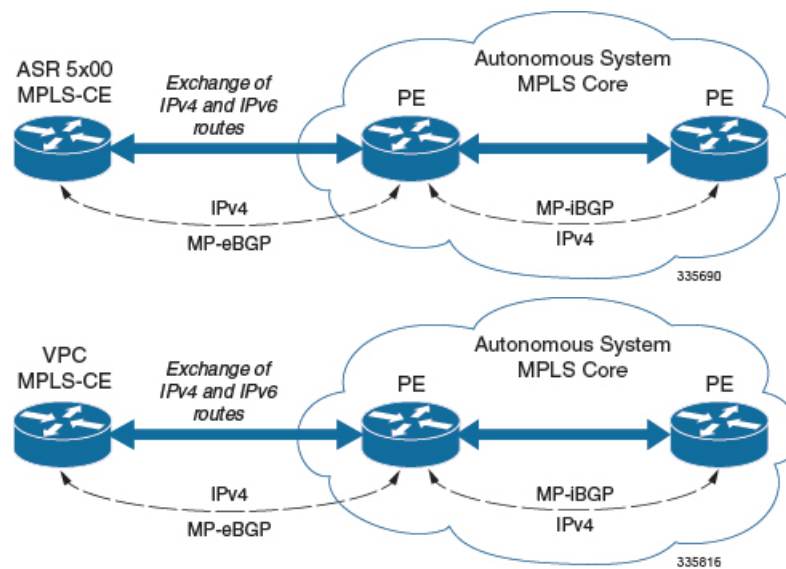 ASR 5x00
MPLS-CE
Exchange of
IPv4 and IPv6
routes
PE
Autonomous System
MPLS Core
PE
IPv4
MP-eBGP
MP-iBGP
IPv4
335690
VPC
MPLS-CE
Exchange of
IPv4 and IPv6
routes
PE
Autonomous System
MPLS Core
PE
IPv4
MP-eBGP
MP-iBGP
IPv4
335816